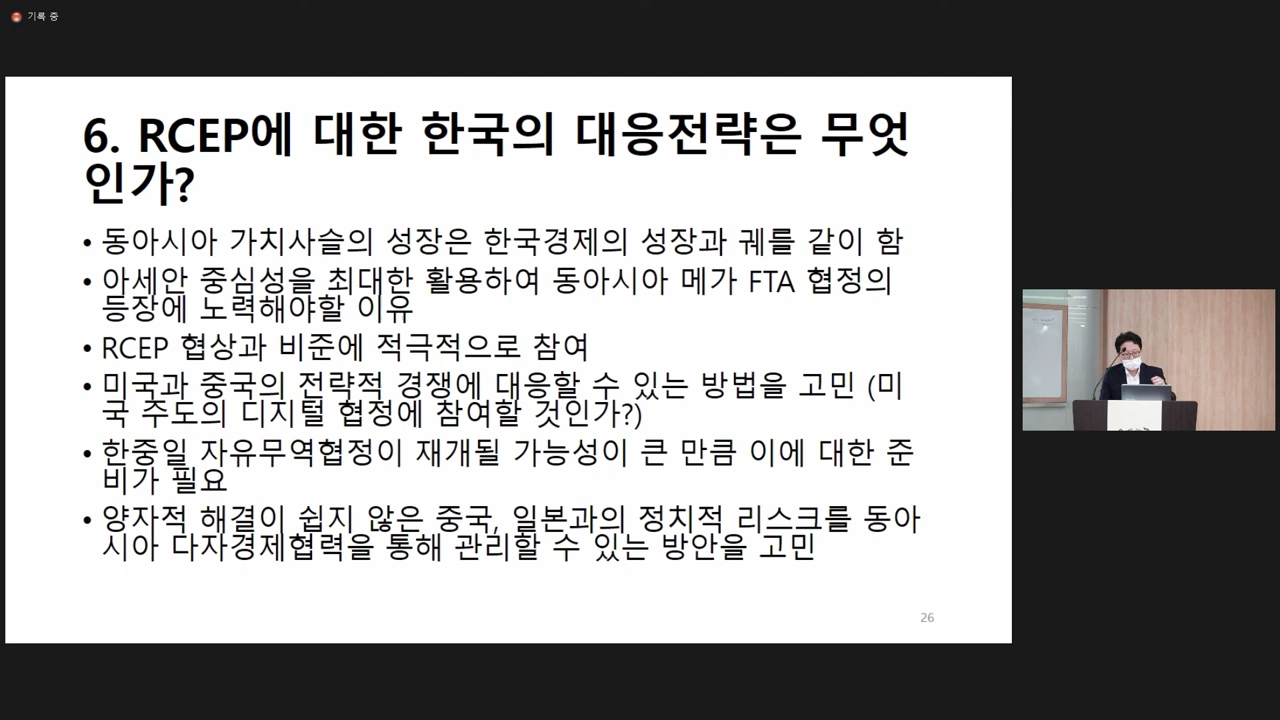 기록 중
6. RCEP에 대한 한국의 대응전략은 무엇
인가?
• 동아시아 가치사슬의 성장은 한국경제의 성장과 궤를 같이 함
• 아세안 중심성을 최대한 활용하여 동아시아 메가 FTA 협정의
등장에 노력해야할 이유
• RCEP 협상과 비준에 적극적으로 참여
• 미국과 중국의 전략적 경쟁에 대응할 수 있는 방법을 고민 (미
국 주도의 디지털 협정에 참여할 것인가?)
• 한중일 자유무역협정이 재개될 가능성이 큰 만큼 이에 대한 준
비가 필요
• 양자적 해결이 쉽지 않은 중국, 일본과의 정치적 리스크를 동아
시아 다자경제협력을 통해 관리할 수 있는 방안을 고민
26